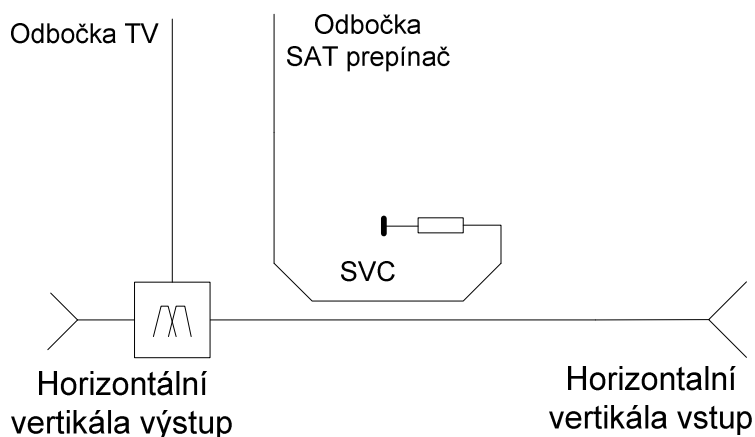 Odbočka TV
Odbočka
SAT prepínač
SVC
Horizontální
vertikála výstup
Horizontalní
vertikála vstup